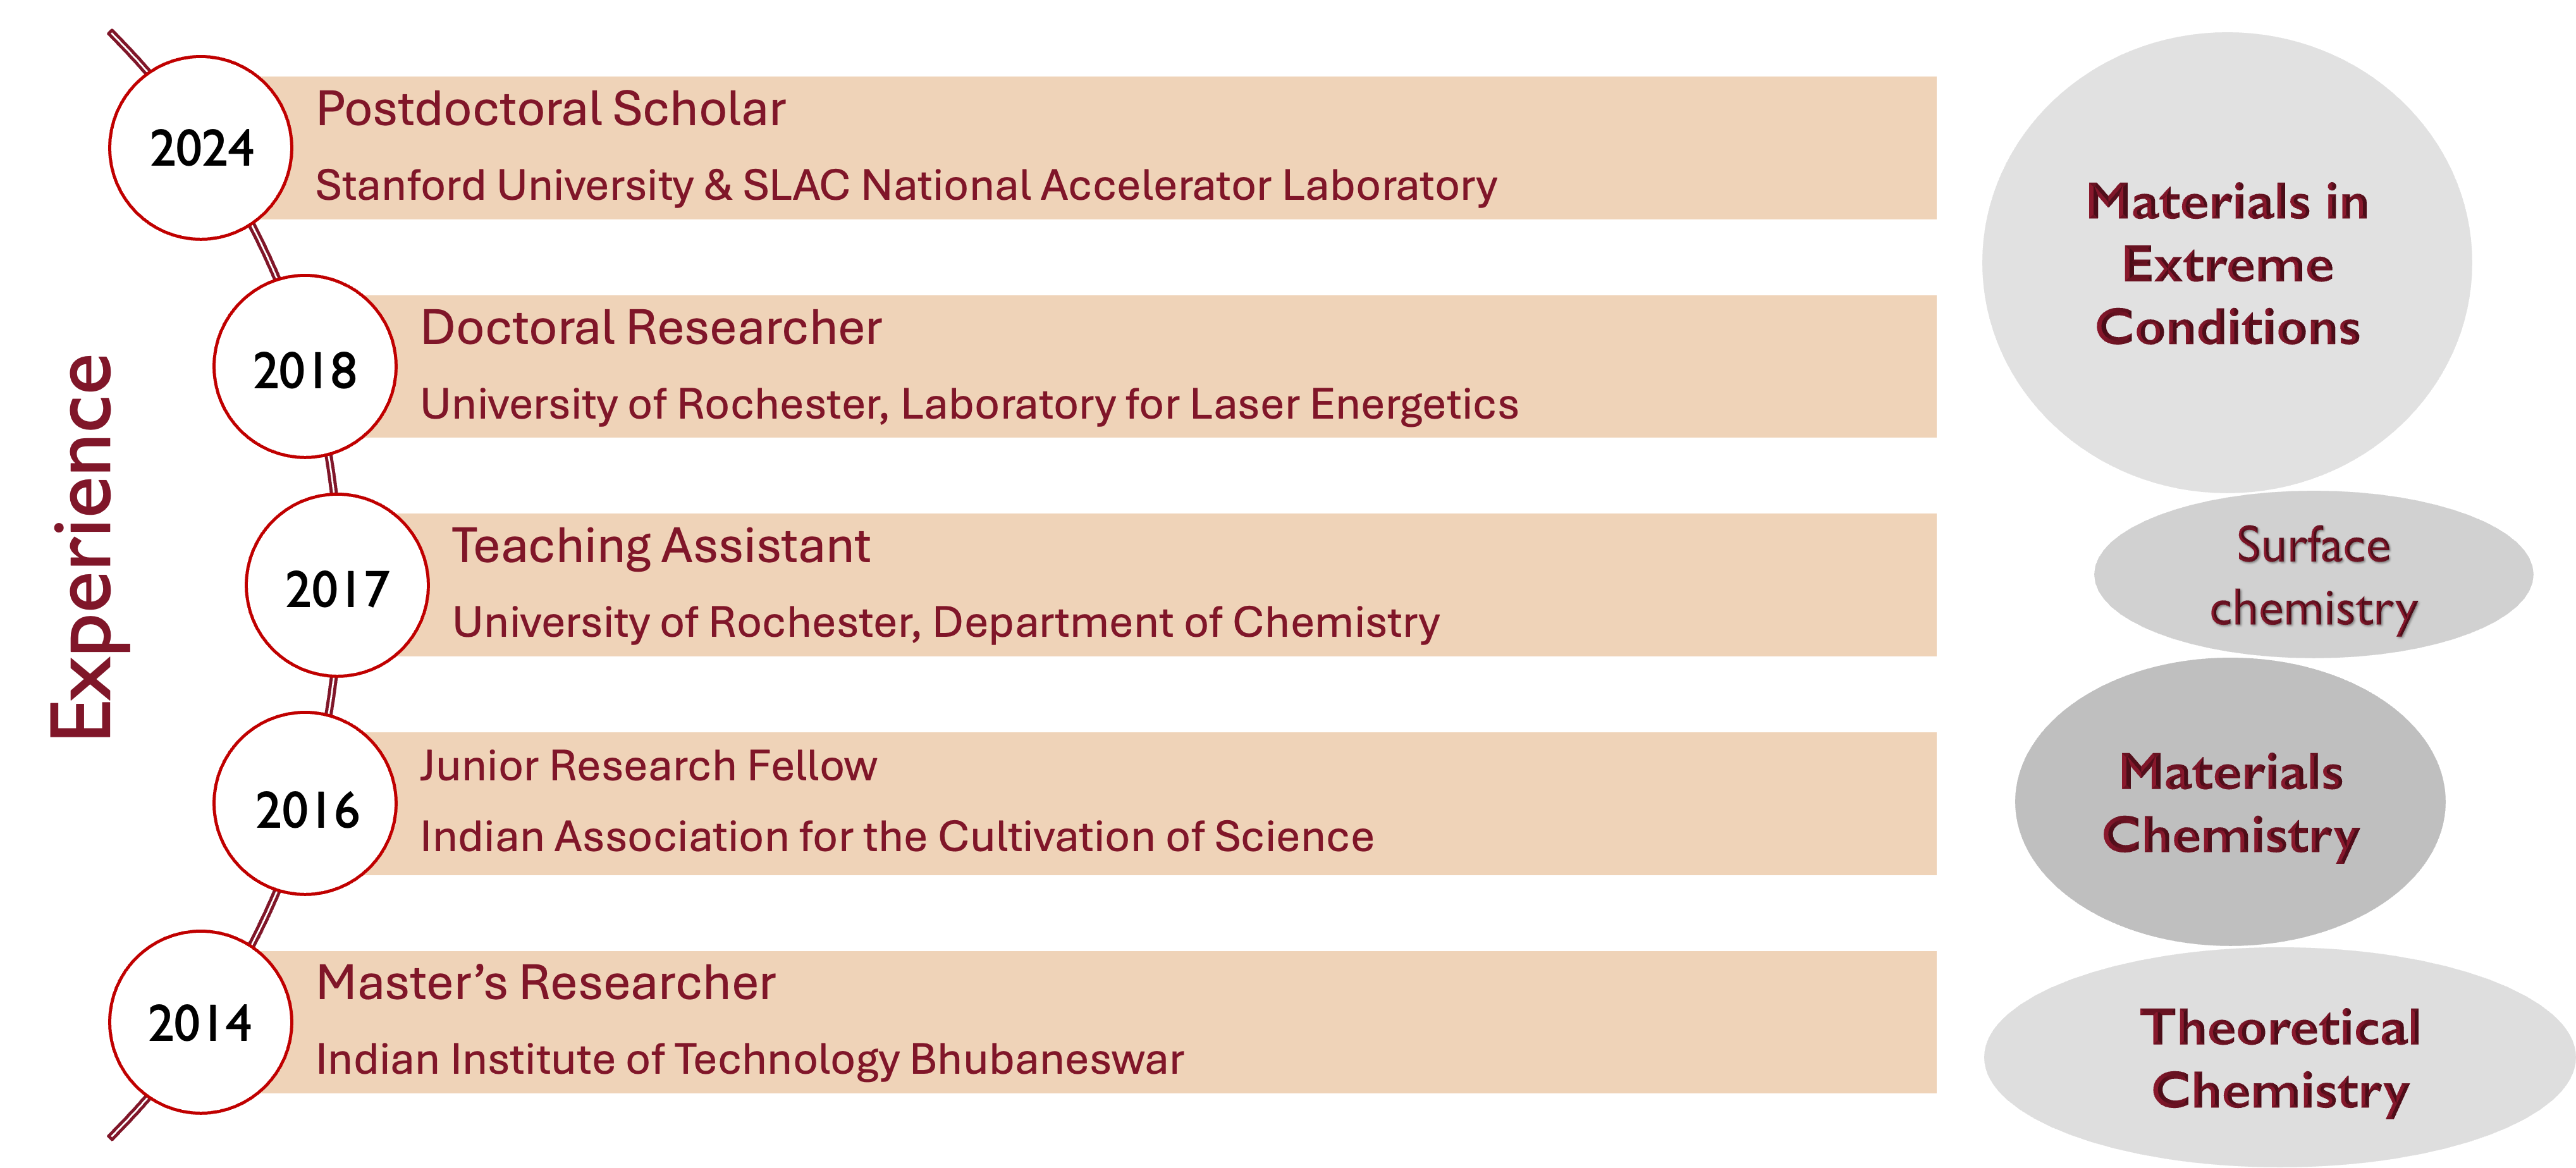 Experience
2024
Postdoctoral Scholar
Stanford University & SLAC National Accelerator Laboratory
2018
Doctoral Researcher
University of Rochester, Laboratory for Laser Energetics
2017
Teaching Assistant
University of Rochester, Department of Chemistry
2016
Junior Research Fellow
Indian Association for the Cultivation of Science
2014
Master’s Researcher
Indian Institute of Technology Bhubaneswar
Materials in
Extreme
Conditions
Surface
chemistry
Materials
Chemistry
Theoretical
Chemistry